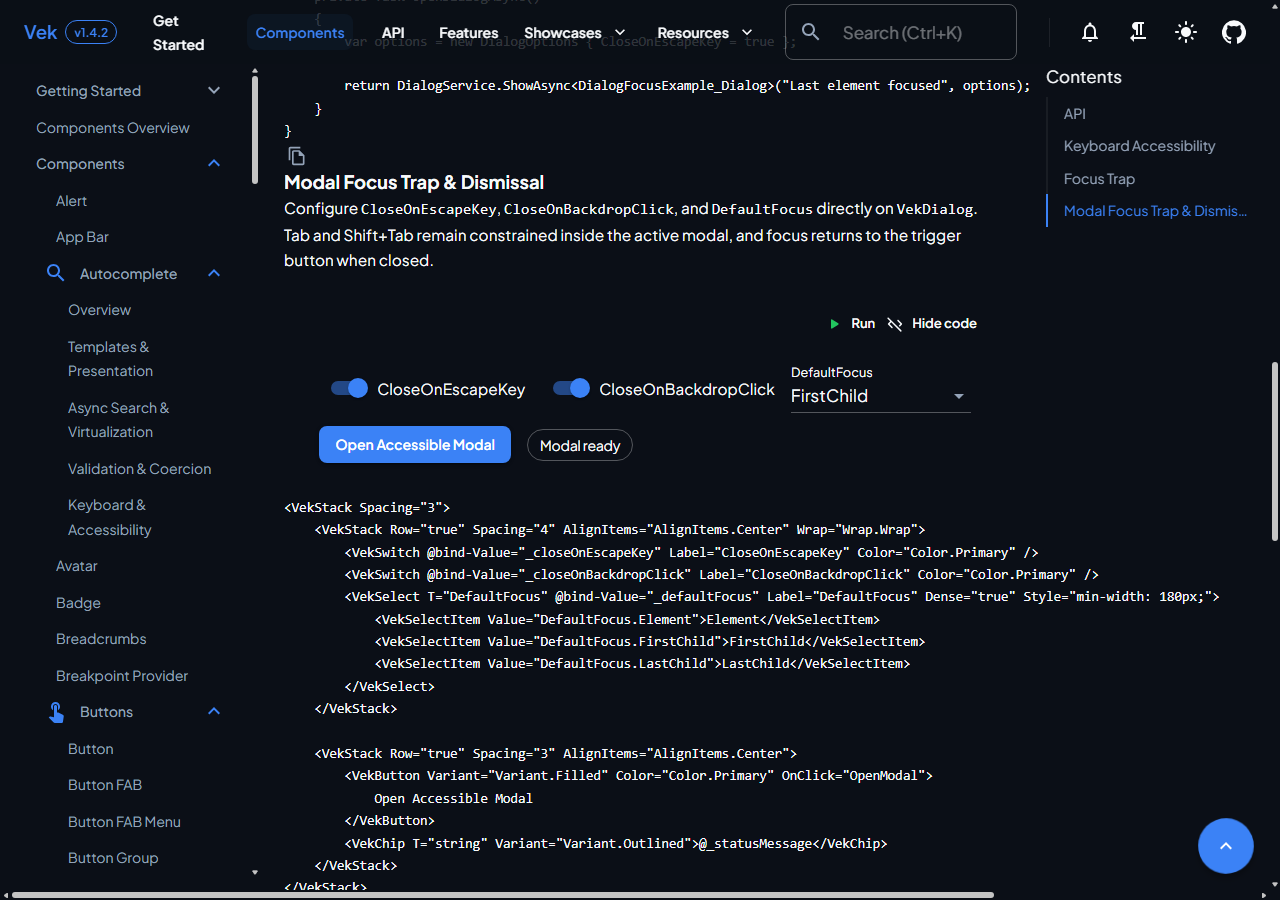 Vek
v1.4.2
Get
Started
Components
API
Features
Showcases
Resources
Search (Ctrl+K)
{
var options = new DialogOptions { CloseOnEscapeKey = true };
return DialogService.ShowAsync<DialogFocusExample_Dialog>("Last element focused", options);
}
}
Getting Started
Components Overview
Components
Alert
App Bar
Autocomplete
Overview
Templates &
Presentation
Async Search &
Virtualization
Validation & Coercion
Keyboard &
Accessibility
Avatar
Badge
Breadcrumbs
Breakpoint Provider
Buttons
Button
Button FAB
Button FAB Menu
Button Group
Modal Focus Trap & Dismissal
Configure CloseOnEscapeKey, CloseOnBackdropClick, and DefaultFocus directly on VekDialog.
Tab and Shift+Tab remain constrained inside the active modal, and focus returns to the trigger
button when closed.
Run
Hide code
CloseOnEscapeKey
CloseOnBackdropClick
DefaultFocus
FirstChild
Open Accessible Modal
Modal ready
<VekStack Spacing="3">
<VekStack Row="true" Spacing="4" AlignItems="AlignItems.Center" Wrap="Wrap.Wrap">
<VekSwitch @bind-Value="_closeOnEscapeKey" Label="CloseOnEscapeKey" Color="Color.Primary" />
<VekSwitch @bind-Value="_closeOnBackdropClick" Label="CloseOnBackdropClick" Color="Color.Primary" />
<VekSelect T="DefaultFocus" @bind-Value="_defaultFocus" Label="DefaultFocus" Dense="true" Style="min-width: 180px;">
<VekSelectItem Value="DefaultFocus.Element">Element</VekSelectItem>
<VekSelectItem Value="DefaultFocus.FirstChild">FirstChild</VekSelectItem>
<VekSelectItem Value="DefaultFocus.LastChild">LastChild</VekSelectItem>
</VekSelect>
</VekStack>
<VekStack Row="true" Spacing="3" AlignItems="AlignItems.Center">
<VekButton Variant="Variant.Filled" Color="Color.Primary" OnClick="OpenModal">
Open Accessible Modal
</VekButton>
<VekChip T="string" Variant="Variant.Outlined">@_statusMessage</VekChip>
</VekStack>
</VekStack>
Contents
API
Keyboard Accessibility
Focus Trap
Modal Focus Trap & Dismis...